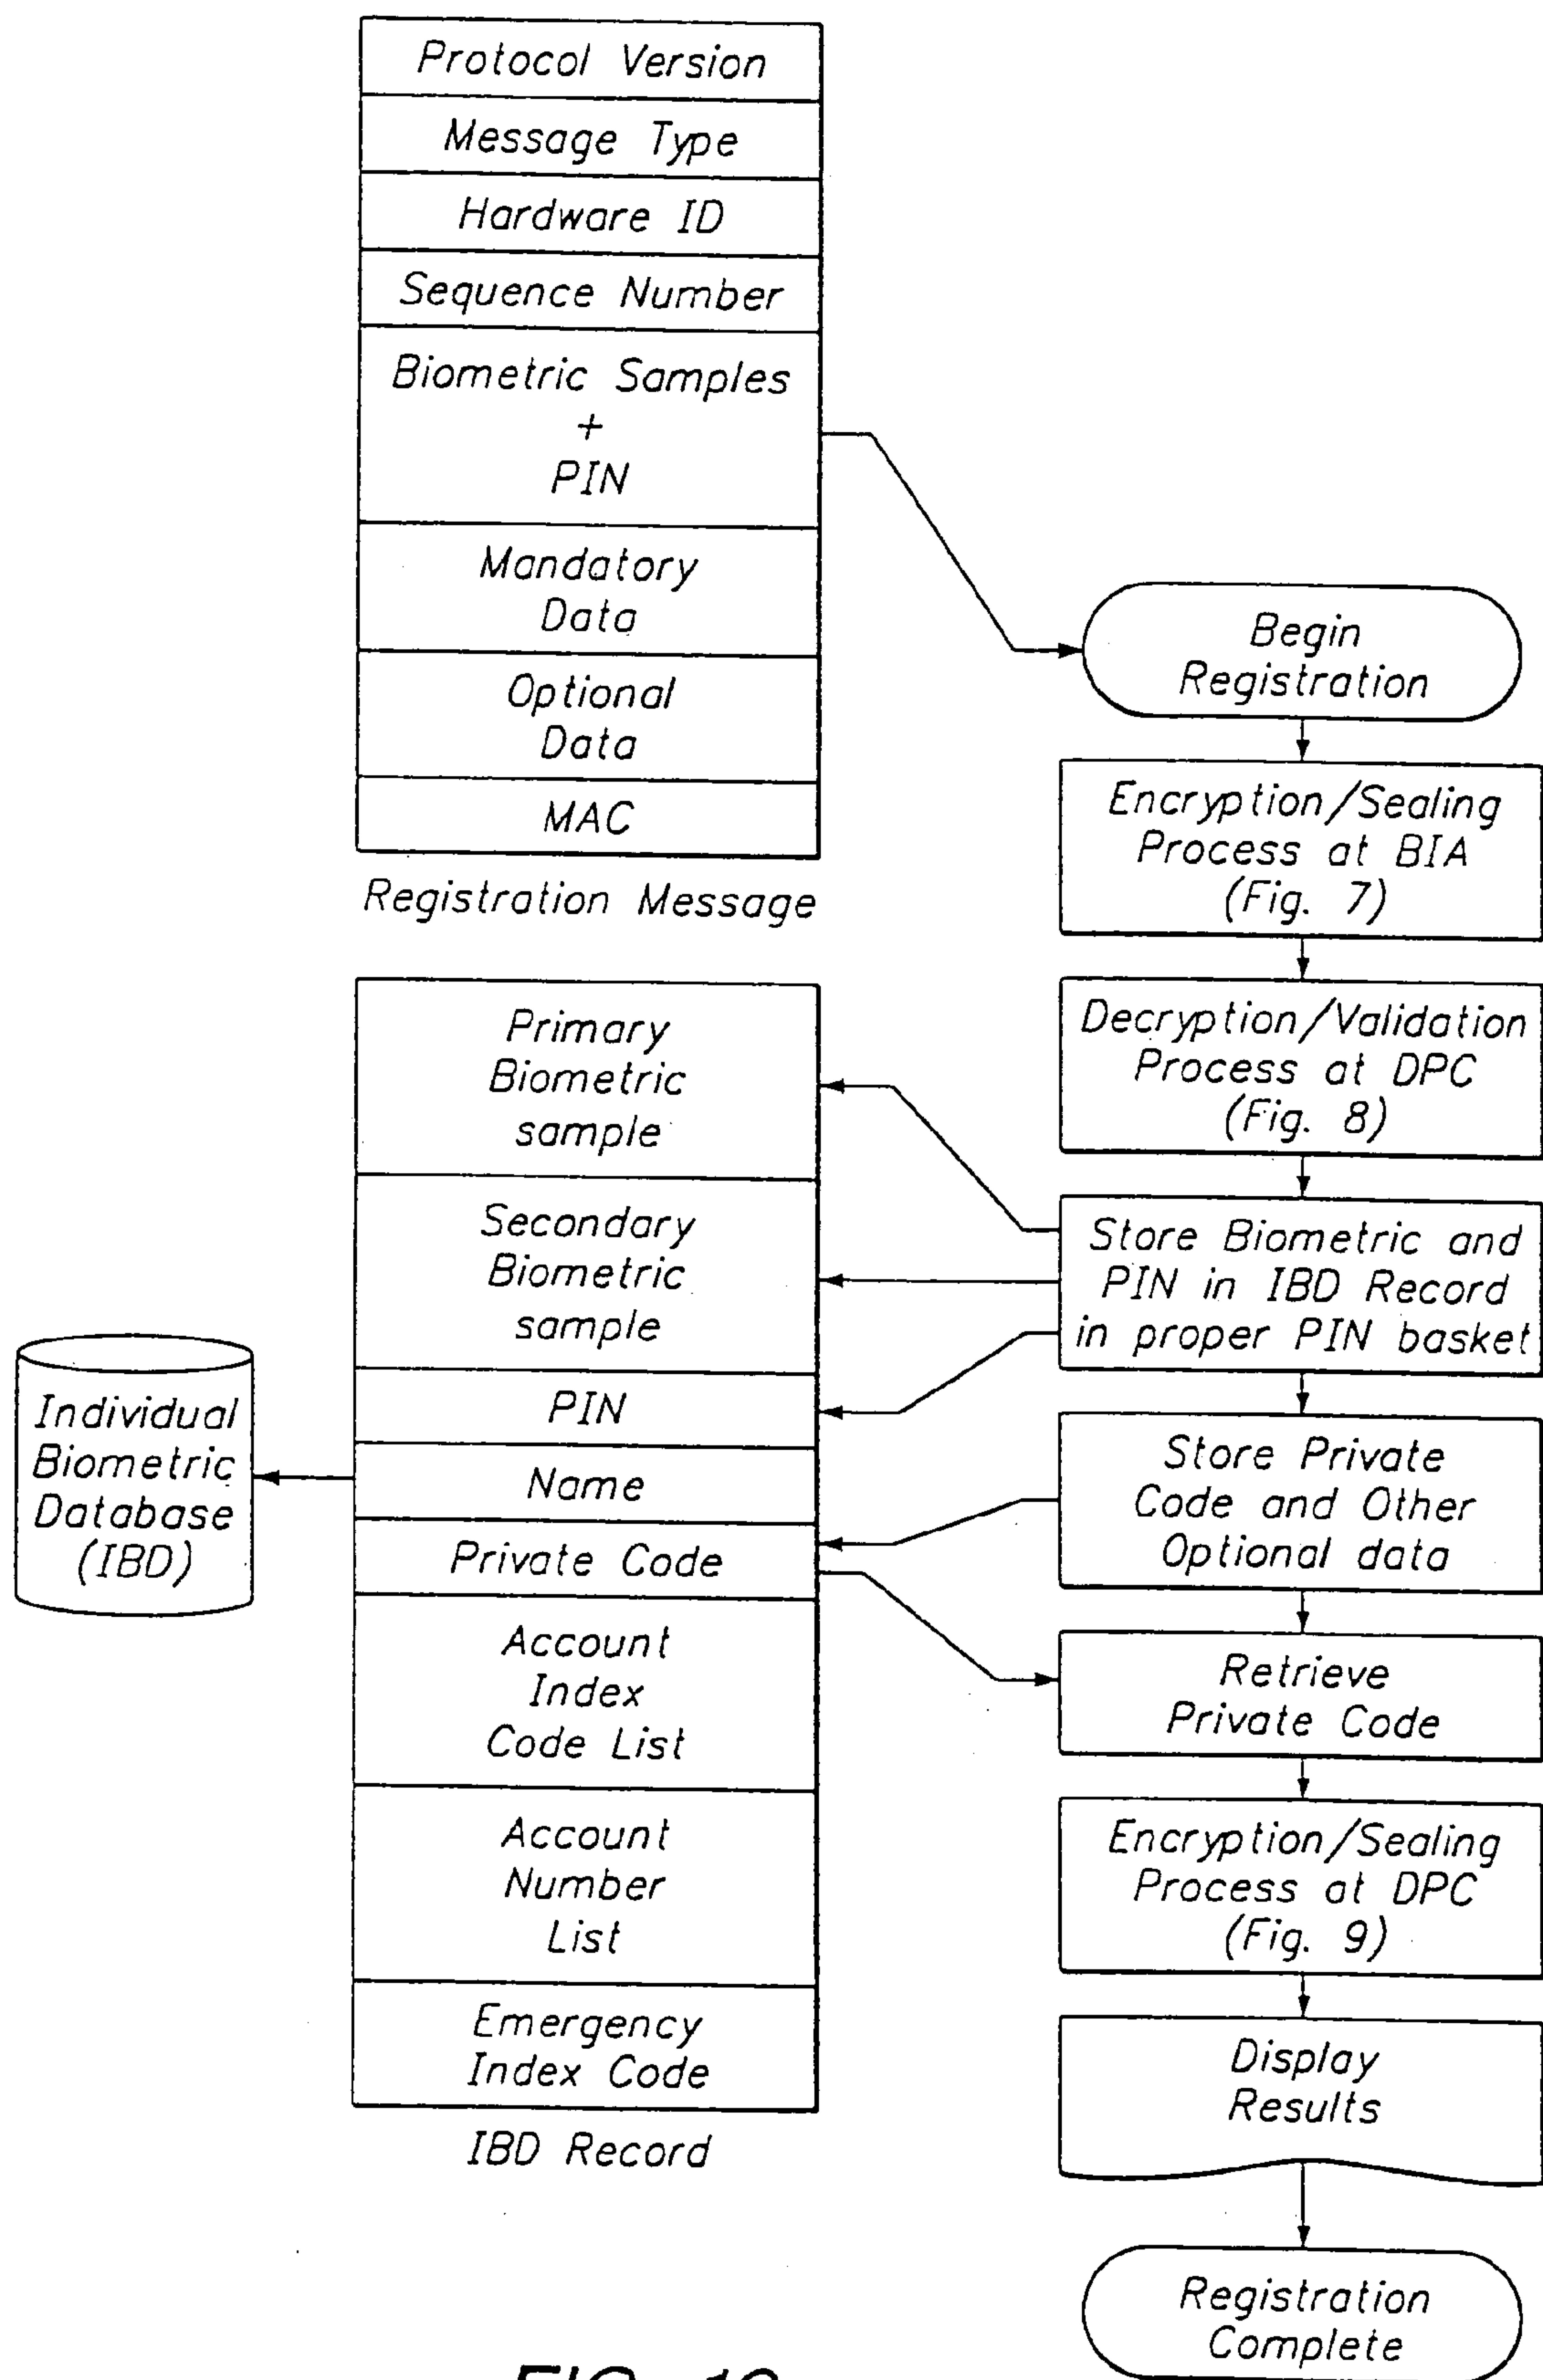 Protocol Version
Message Type
Hardware ID
Sequence Number
Biometric Samples
+
PIN
Mandatory
Data
Optional
Data
MAC
Registration Message
Primary
Biometric
sample
Secondary
Biometric
sample
PIN
Name
Private Code
Account
Index
Code List
Account
Number
List
Emergency
Index Code
IBD Record
Individual
Biometric
Database
(IBD)
Begin
Registration
Encryption/Sealing
Process at BIA
(Fig. 7)
Decryption/Validation
Process at DPC
(Fig. 8)
Store Biometric and
PIN in IBD Record
in proper PIN basket
Store Private
Code and Other
Optional data
Retrieve
Private Code
Encryption/Sealing
Process at DPC
(Fig. 9)
Display
Results
Registration
Complete